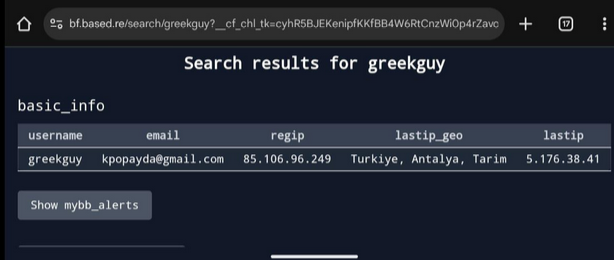 bf.based.re/search/greekguy?__cf_chl_tk=cyhR5BJEKenipfKKfBB4W6RtCnzWiOp4rZavc
17
Search results for greekguy
basic_info
username email regip lastip_geo lastip
greekguy kpopayda@gmail.com 85.106.96.249 Turkiye, Antalya, Tarim 5.176.38.41
Show mybb_alerts